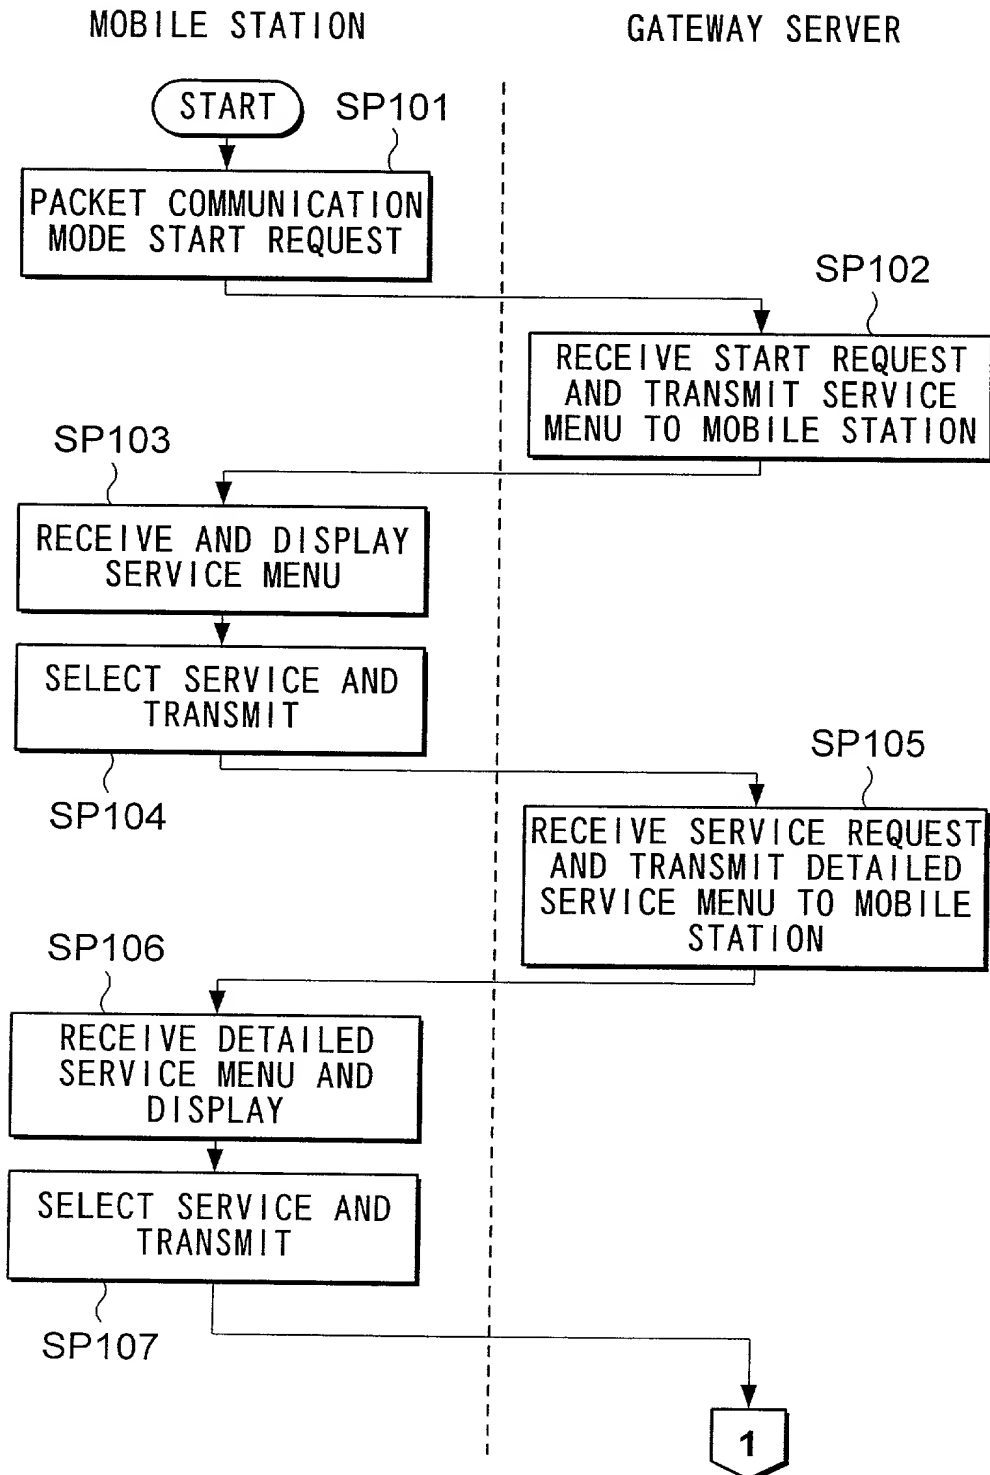 MOBILE STATION
GATEWAY SERVER
START
SP101
PACKET COMMUNICATION
MODE START REQUEST
SP102
RECEIVE START REQUEST
AND TRANSMIT SERVICE
MENU TO MOBILE STATION
SP103
RECEIVE AND DISPLAY
SERVICE MENU
SELECT SERVICE AND
TRANSMIT
SP104
SP105
RECEIVE SERVICE REQUEST
AND TRANSMIT DETAILED
SERVICE MENU TO MOBILE
STATION
SP106
RECEIVE DETAILED
SERVICE MENU AND
DISPLAY
SELECT SERVICE AND
TRANSMIT
SP107
1